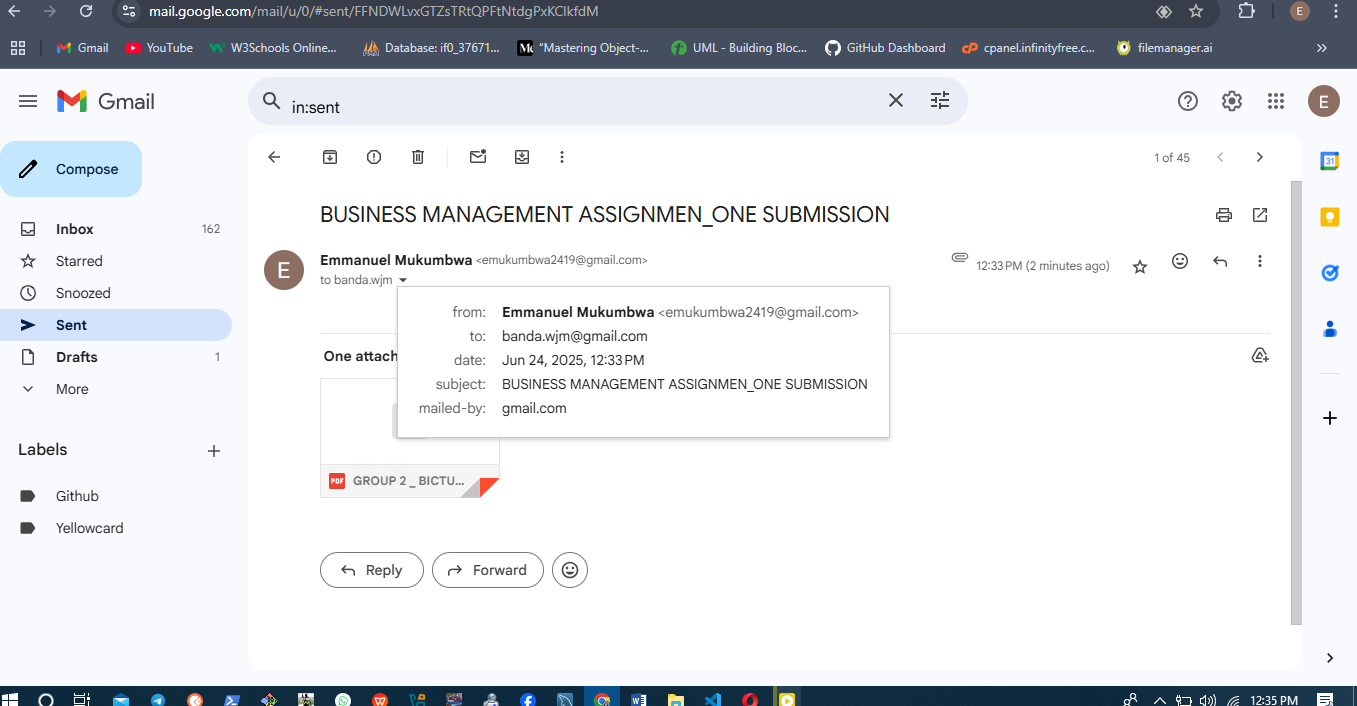 mail.google.com/mail/u/0/#sent/FFNDWLvxGTZsTRtQPFtNtdgPxKClkfdM
E
Gmail
YouTube
W3Schools Online...
Database: if0_37671...
"Mastering Object-...
UML - Building Bloc...
GitHub Dashboard
cpanel.infinityfree.c...
filemanager.ai
Gmail
in:sent
E
Compose
1 of 45
31
BUSINESS MANAGEMENT ASSIGNMEN_ONE SUBMISSION
Inbox 162
Starred
Snoozed
Sent
Drafts 1
More
E
Emmanuel Mukumbwa <emukumbwa2419@gmail.com>
12:33 PM (2 minutes ago)
to banda.wjm
from: Emmanuel Mukumbwa <emukumbwa2419@gmail.com>
to: banda.wjm@gmail.com
date: Jun 24, 2025, 12:33 PM
subject: BUSINESS MANAGEMENT ASSIGNMEN_ONE SUBMISSION
mailed-by: gmail.com
One attach
PDF GROUP 2 _ BICTU...
Labels
Github
Yellowcard
Reply
Forward
12:35 PM